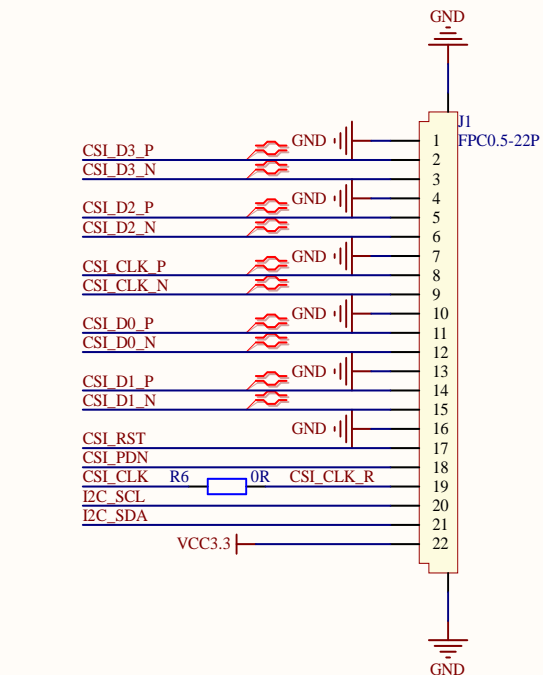 GND
J1
GND 1 FPC0.5-22P
CSI_D3_P 2
CSI_D3_N 3
GND 4
CSI_D2_P 5
CSI_D2_N 6
GND 7
CSI_CLK_P 8
CSI_CLK_N 9
GND 10
CSI_D0_P 11
CSI_D0_N 12
GND 13
CSI_D1_P 14
CSI_D1_N 15
GND 16
CSI_RST 17
CSI_PDN 18
CSI_CLK R6 0R CSI_CLK_R 19
I2C_SCL 20
I2C_SDA 21
VCC3.3 22
GND